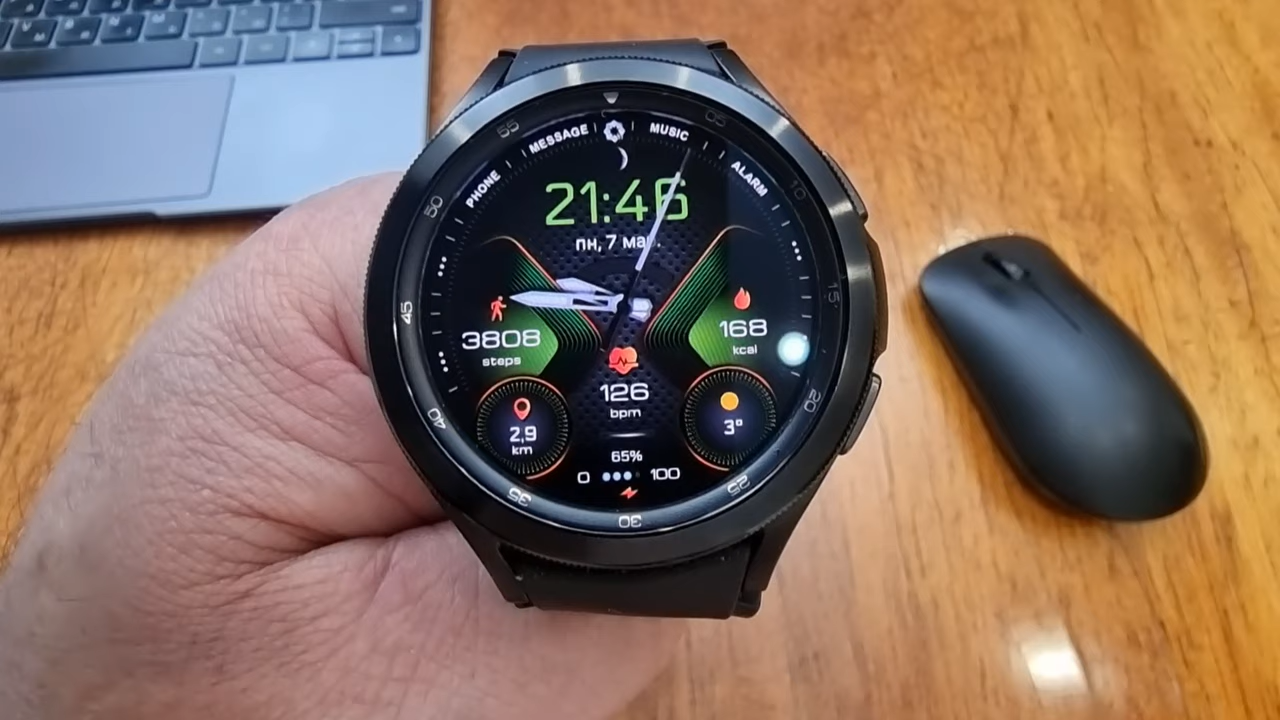 MESSAGE
MUSIC
PHONE
ALARM
21:46
пн, 7 мар.
3808
steps
168
kcal
126
bpm
2,9
km
3°
65%
0
100
05
10
15
20
25
30
35
40
45
50
55